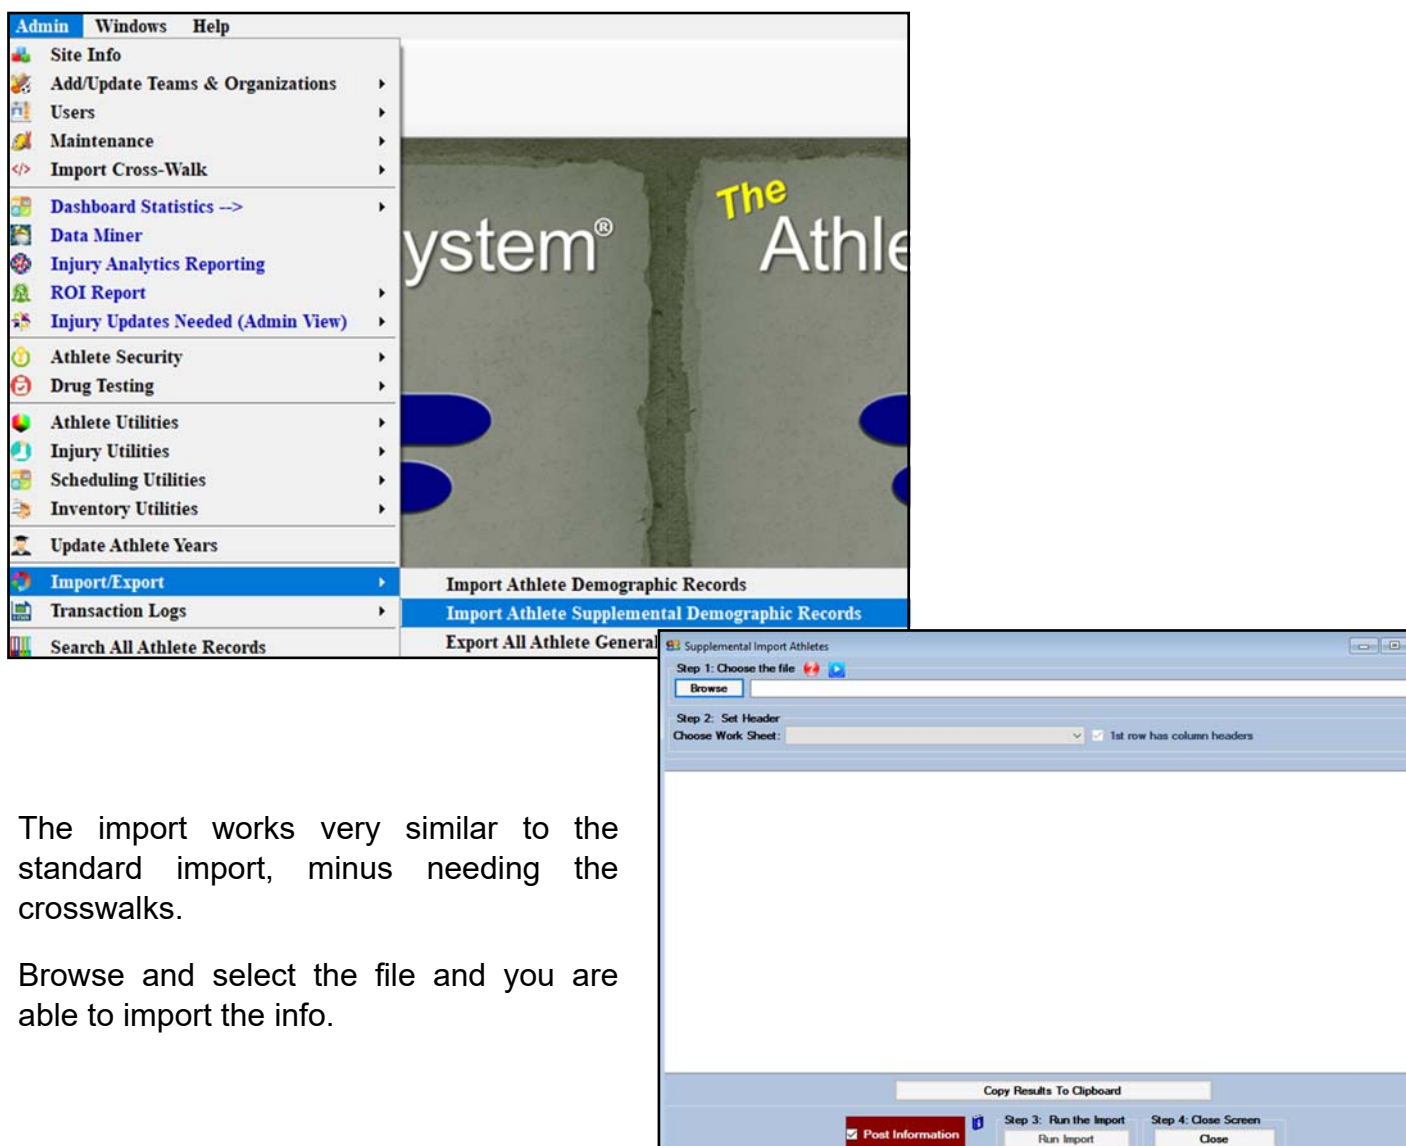 Admin Windows Help
Site Info
Add/Update Teams & Organizations
Users
Maintenance
Import Cross-Walk
Dashboard Statistics -->
Data Miner
Injury Analytics Reporting
ROI Report
Injury Updates Needed (Admin View)
Athlete Security
Drug Testing
Athlete Utilities
Injury Utilities
Scheduling Utilities
Inventory Utilities
Update Athlete Years
Import/Export
Transaction Logs
Search All Athlete Records
ystem®
The
Athle
Import Athlete Demographic Records
Import Athlete Supplemental Demographic Records
Export All Athlete General
Supplemental Import Athletes
Step 1: Choose the file
Browse
Step 2: Set Header
Choose Work Sheet:
1st row has column headers
Copy Results To Clipboard
Post Information
Step 3: Run the Import
Run Import
Step 4: Close Screen
Close
The import works very similar to the
standard import, minus needing the
crosswalks.
Browse and select the file and you are
able to import the info.